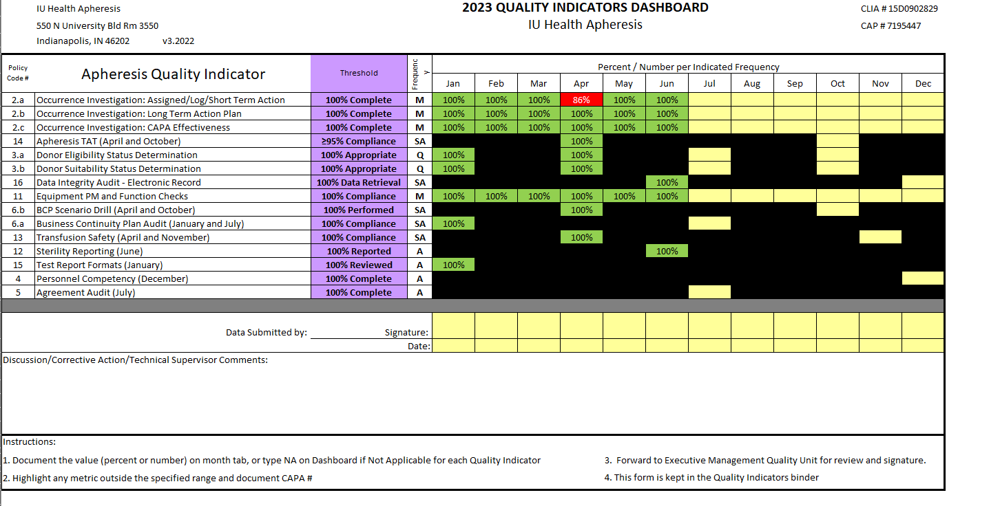 IU Health Apheresis
2023 QUALITY INDICATORS DASHBOARD
CLIA # 15D0902829
550 N University Bld Rm 3550
IU Health Apheresis
CAP # 7195447
Indianapolis, IN 46202 v3.2022
Policy Code # Apheresis Quality Indicator Threshold Frequency Percent / Number per Indicated Frequency
Jan Feb Mar Apr May Jun Jul Aug Sep Oct Nov Dec
2.a Occurrence Investigation: Assigned/Log/Short Term Action 100% Complete M 100% 100% 100% 86% 100% 100%
2.b Occurrence Investigation: Long Term Action Plan 100% Complete M 100% 100% 100% 100% 100% 100%
2.c Occurrence Investigation: CAPA Effectiveness 100% Complete M 100% 100% 100% 100% 100% 100%
14 Apheresis TAT (April and October) ≥95% Compliance SA 100%
3.a Donor Eligibility Status Determination 100% Appropriate Q 100% 100%
3.b Donor Suitability Status Determination 100% Appropriate Q 100% 100%
16 Data Integrity Audit - Electronic Record 100% Data Retrieval SA 100%
11 Equipment PM and Function Checks 100% Compliance M 100% 100% 100% 100% 100% 100%
6.b BCP Scenario Drill (April and October) 100% Performed SA 100%
6.a Business Continuity Plan Audit (January and July) 100% Compliance SA 100%
13 Transfusion Safety (April and November) 100% Compliance SA 100%
12 Sterility Reporting (June) 100% Reported A 100%
15 Test Report Formats (January) 100% Reviewed A 100%
4 Personnel Competency (December) 100% Complete A
5 Agreement Audit (July) 100% Complete A
Data Submitted by: Signature:
Date:
Discussion/Corrective Action/Technical Supervisor Comments:
Instructions:
1. Document the value (percent or number) on month tab, or type NA on Dashboard if Not Applicable for each Quality Indicator
2. Highlight any metric outside the specified range and document CAPA #
3. Forward to Executive Management Quality Unit for review and signature.
4. This form is kept in the Quality Indicators binder